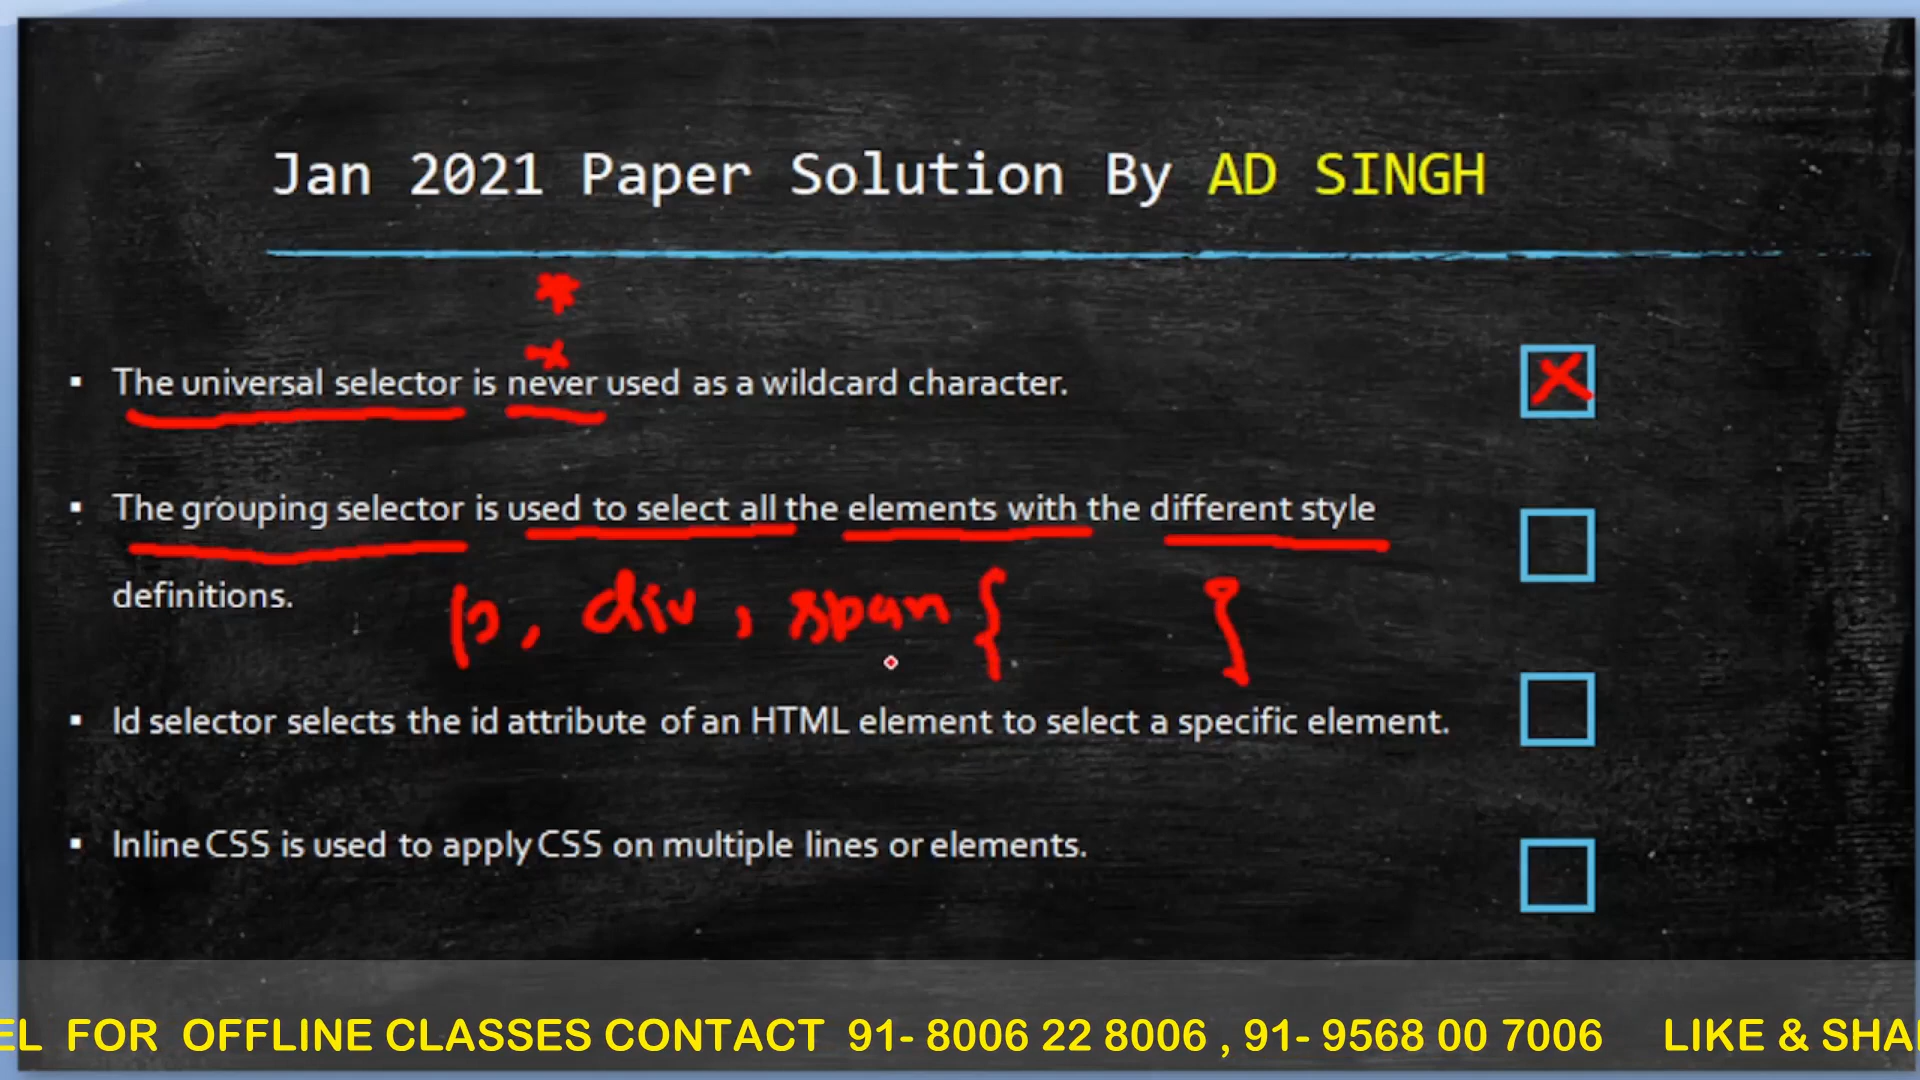 Jan 2021 Paper Solution By AD SINGH
*
x
▪ The universal selector is never used as a wildcard character.
X
▪ The grouping selector is used to select all the elements with the different style
definitions.
p, div, span { }
▪ Id selector selects the id attribute of an HTML element to select a specific element.
▪ Inline CSS is used to apply CSS on multiple lines or elements.
EL FOR OFFLINE CLASSES CONTACT 91- 8006 22 8006 , 91- 9568 00 7006 LIKE & SHA